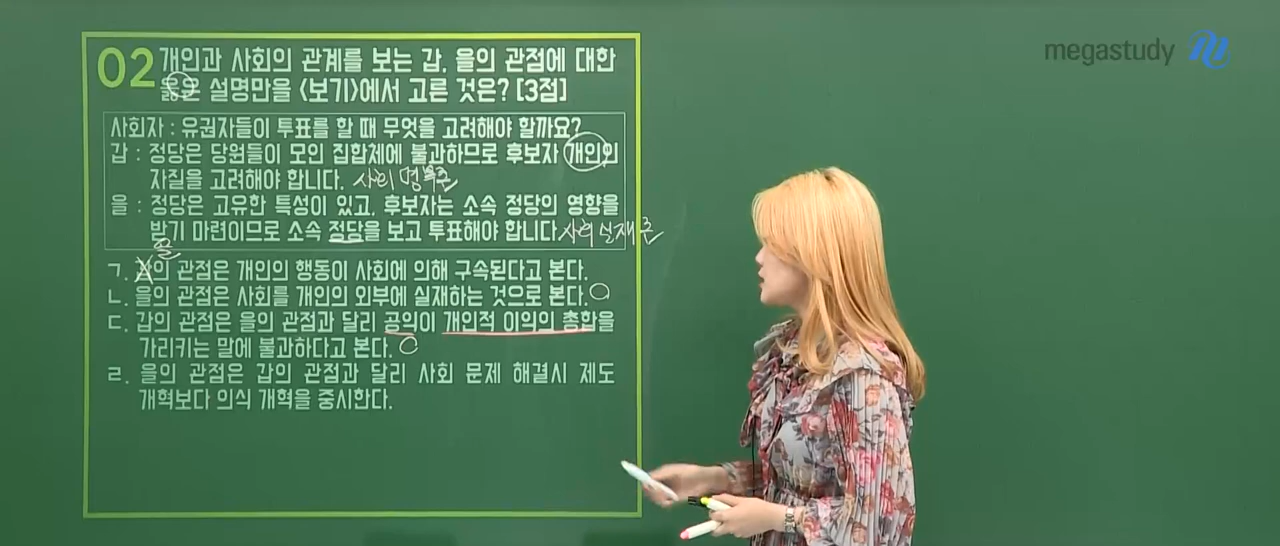 megastudy
02 개인과 사회의 관계를 보는 갑, 을의 관점에 대한
옳은 설명만을 <보기>에서 고른 것은? [3점]
사회자 : 유권자들이 투표를 할 때 무엇을 고려해야 할까요?
갑 : 정당은 당원들이 모인 집합체에 불과하므로 후보자 개인의
자질을 고려해야 합니다. 사회 명목론
을 : 정당은 고유한 특성이 있고, 후보자는 소속 정당의 영향을
받기 마련이므로 소속 정당을 보고 투표해야 합니다. 사회 실재론
을
ㄱ. 갑의 관점은 개인의 행동이 사회에 의해 구속된다고 본다.
ㄴ. 을의 관점은 사회를 개인의 외부에 실재하는 것으로 본다.
ㄷ. 갑의 관점은 을의 관점과 달리 공익이 개인적 이익의 총합을
가리키는 말에 불과하다고 본다.
ㄹ. 을의 관점은 갑의 관점과 달리 사회 문제 해결시 제도
개혁보다 의식 개혁을 중시한다.